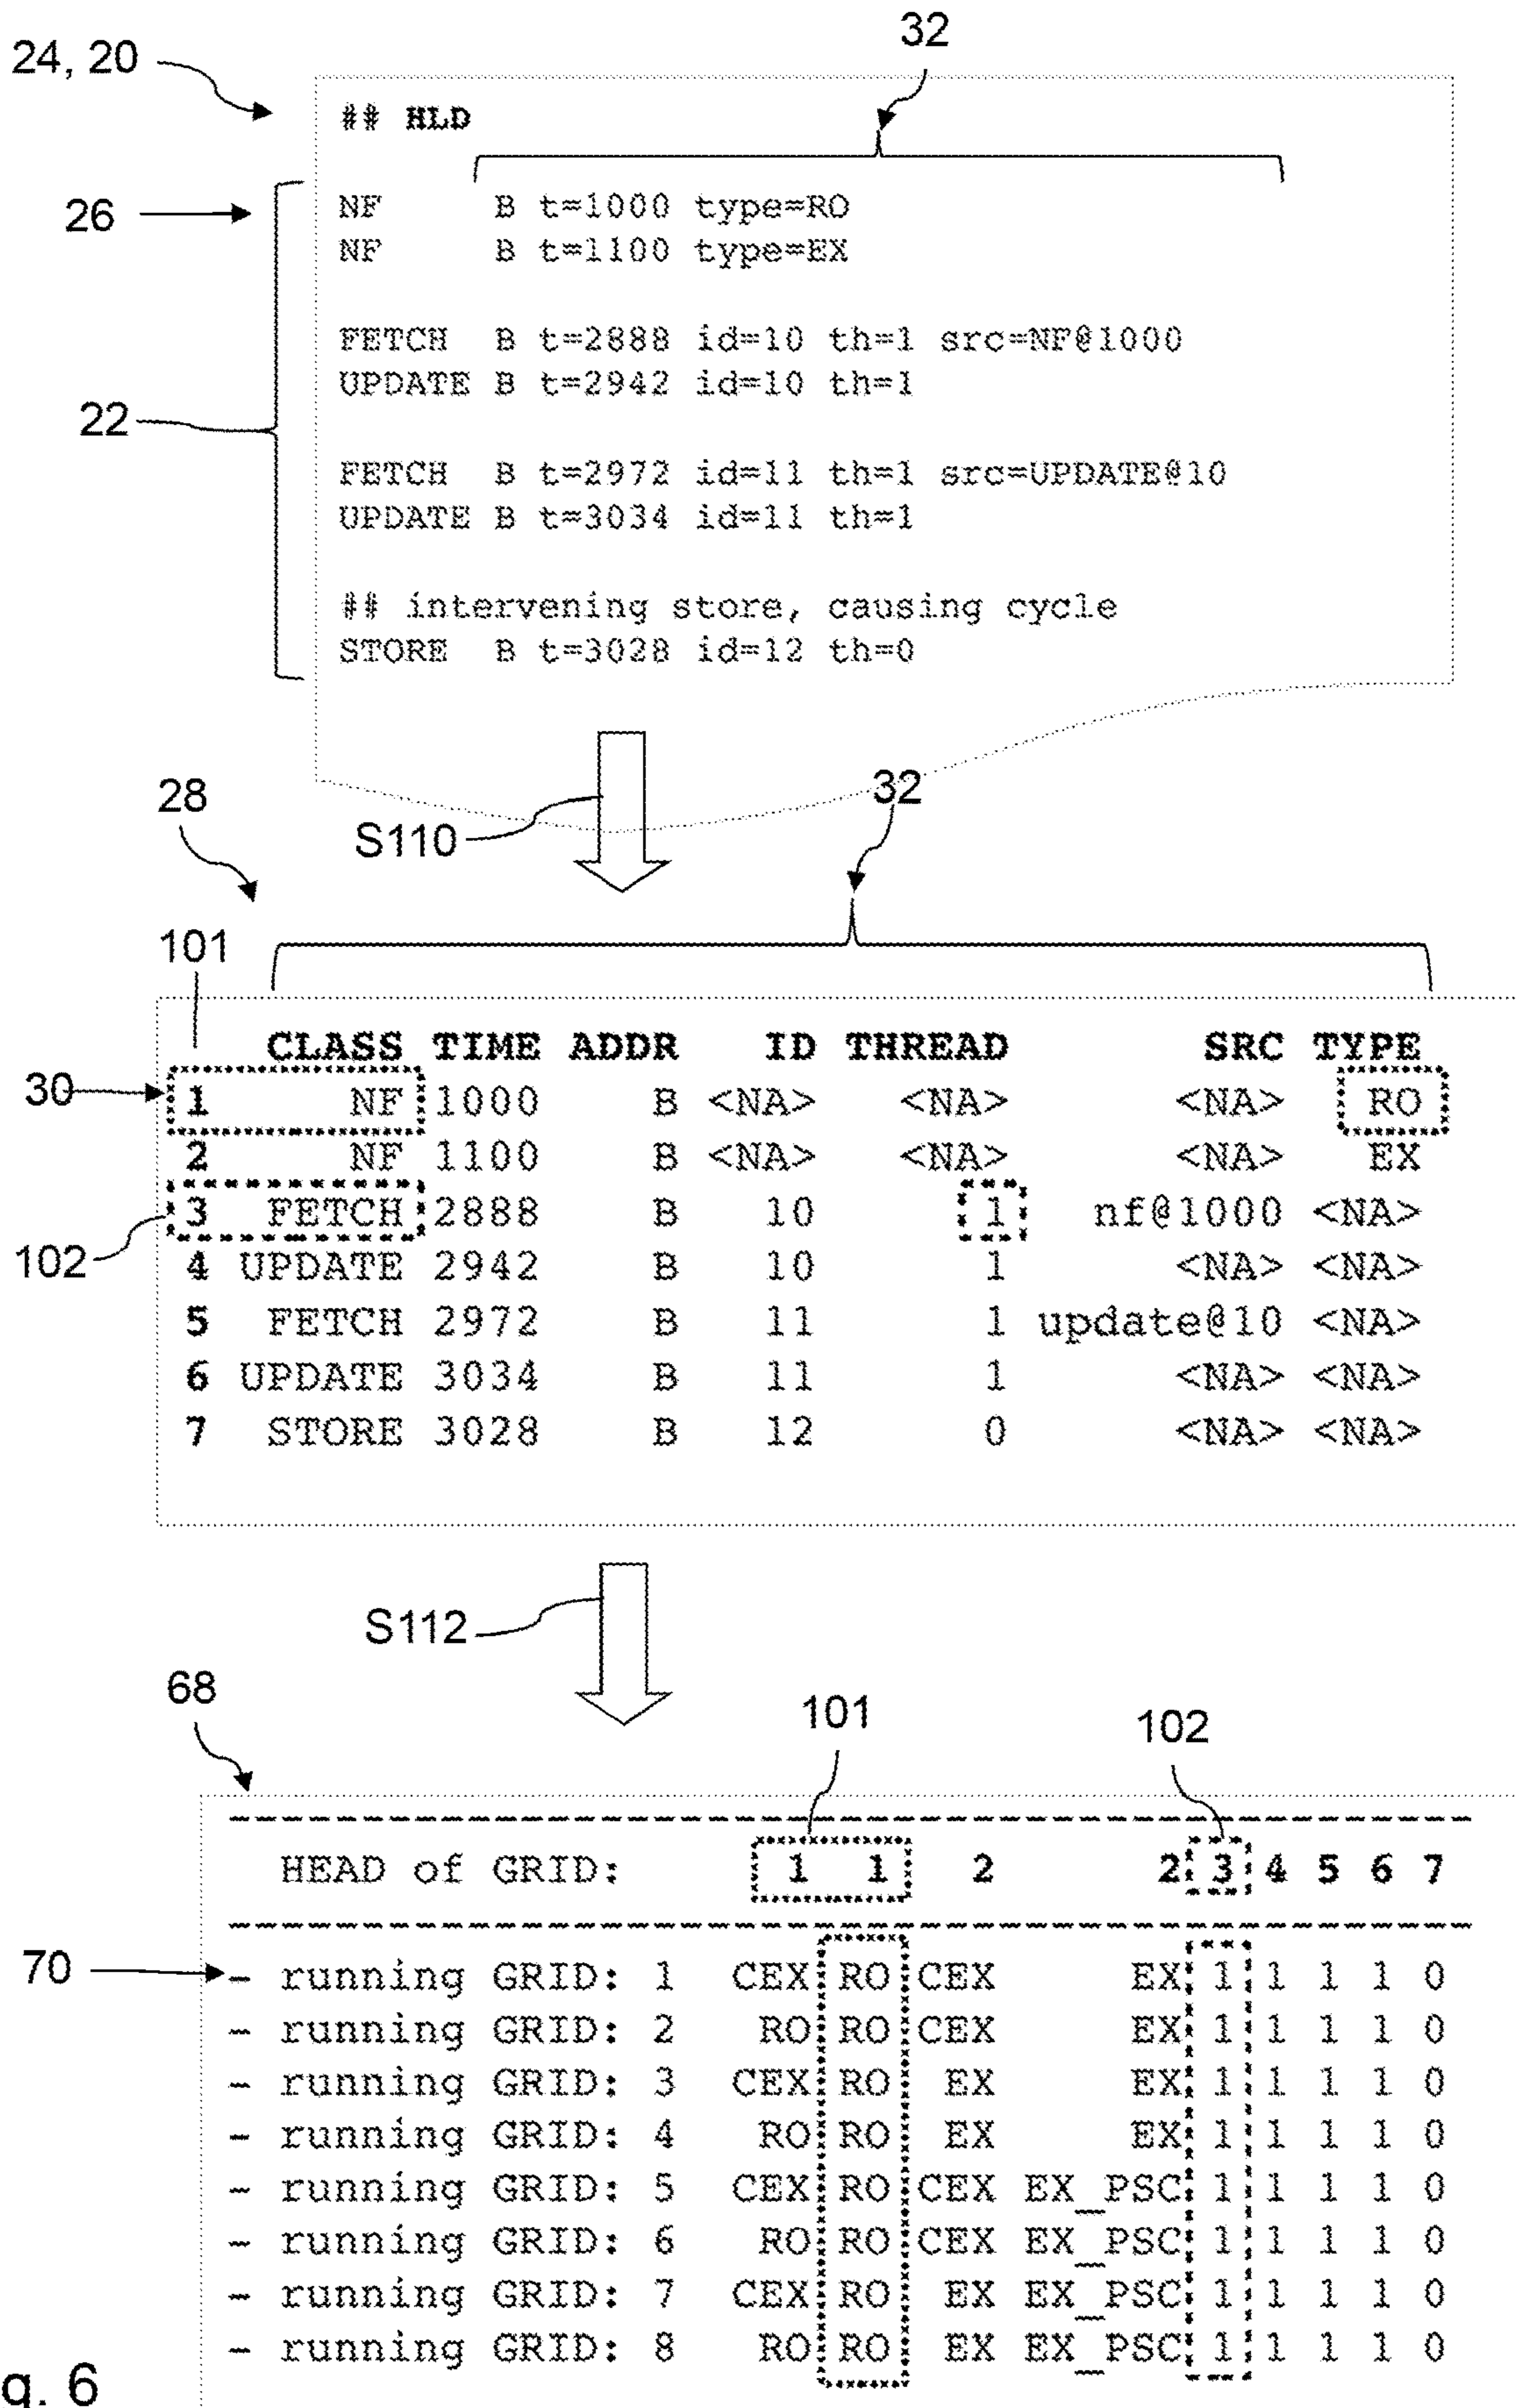 32
24, 20
## HLD
26
NF B t=1000 type=RO
NF B t=1100 type=EX
FETCH B t=2888 id=10 th=1 src=NF@1000
UPDATE B t=2942 id=10 th=1
22
FETCH B t=2972 id=11 th=1 src=UPDATE@10
UPDATE B t=3034 id=11 th=1
## intervening store, causing cycle
STORE B t=3028 id=12 th=0
28
32
S110
101
CLASS TIME ADDR ID THREAD SRC TYPE
30 1 NF 1000 B <NA> <NA> <NA> RO
2 NF 1100 B <NA> <NA> <NA> EX
3 FETCH 2888 B 10 1 nf@1000 <NA>
102 4 UPDATE 2942 B 10 1 <NA> <NA>
5 FETCH 2972 B 11 1 update@10 <NA>
6 UPDATE 3034 B 11 1 <NA> <NA>
7 STORE 3028 B 12 0 <NA> <NA>
S112
68
101
102
HEAD of GRID: 1 1 2 2 3 4 5 6 7
70 - running GRID: 1 CEX RO CEX EX 1 1 1 1 0
- running GRID: 2 RO RO CEX EX 1 1 1 1 0
- running GRID: 3 CEX RO EX EX 1 1 1 1 0
- running GRID: 4 RO RO EX EX 1 1 1 1 0
- running GRID: 5 CEX RO CEX EX_PSC 1 1 1 1 0
- running GRID: 6 RO RO CEX EX_PSC 1 1 1 1 0
- running GRID: 7 CEX RO EX EX_PSC 1 1 1 1 0
- running GRID: 8 RO RO EX EX_PSC 1 1 1 1 0
g. 6